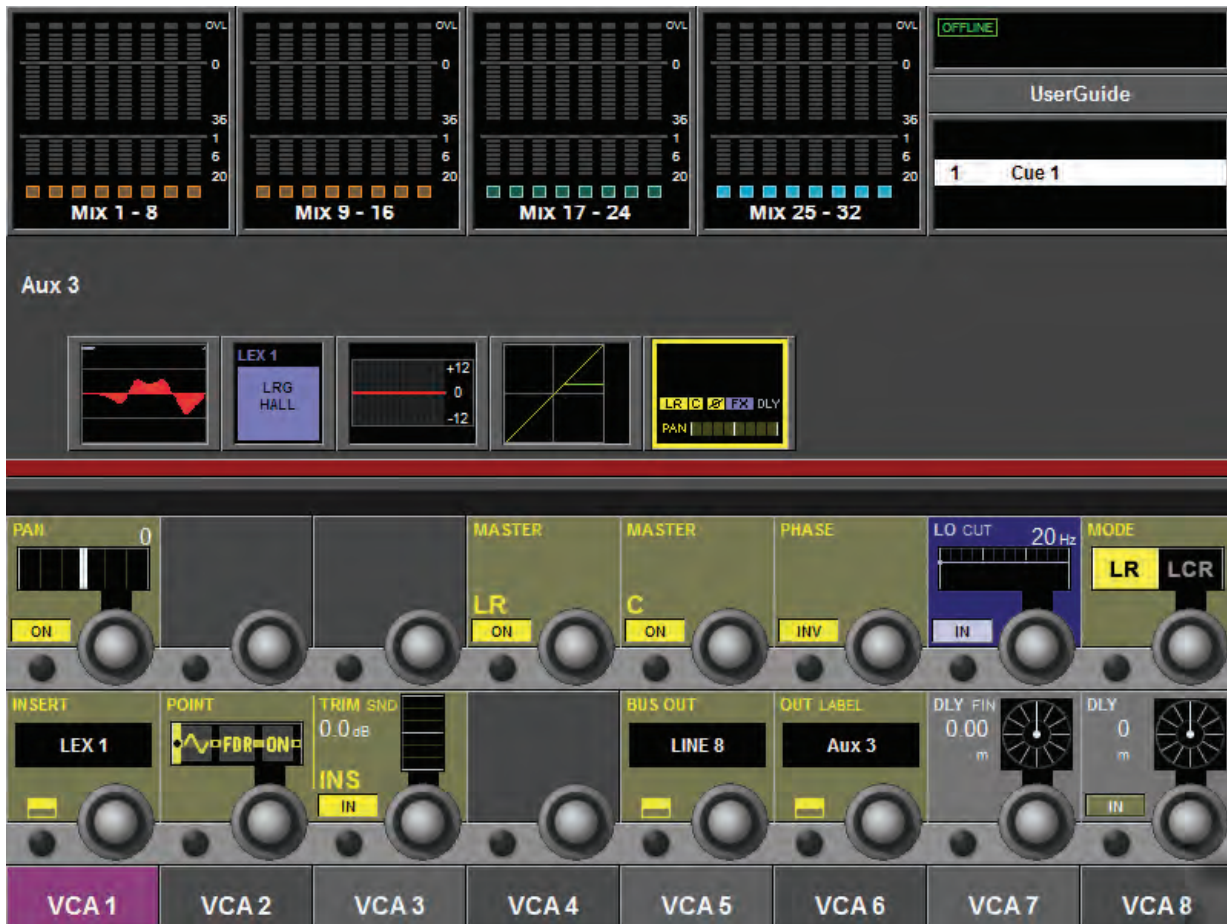 OVL
0
36
1
6
20
MIX 1 - 8
OVL
0
36
1
6
20
MIX 9 - 16
OVL
0
36
1
6
20
MIX 17 - 24
OVL
0
36
1
6
20
MIX 25 - 32
OFFLINE
UserGuide
1 Cue 1
Aux 3
LEX 1
LRG
HALL
+12
0
-12
LR C Ø FX DLY
PAN
PAN 0
ON
MASTER
LR
ON
MASTER
C
ON
PHASE
INV
LO CUT 20 Hz
IN
MODE
LR LCR
INSERT
LEX 1
POINT
FDR ON
TRIM SND
0.0 dB
INS
IN
BUS OUT
LINE 8
OUT LABEL
Aux 3
DLY FIN
0.00
m
DLY
0
m
IN
VCA 1 VCA 2 VCA 3 VCA 4 VCA 5 VCA 6 VCA 7 VCA 8